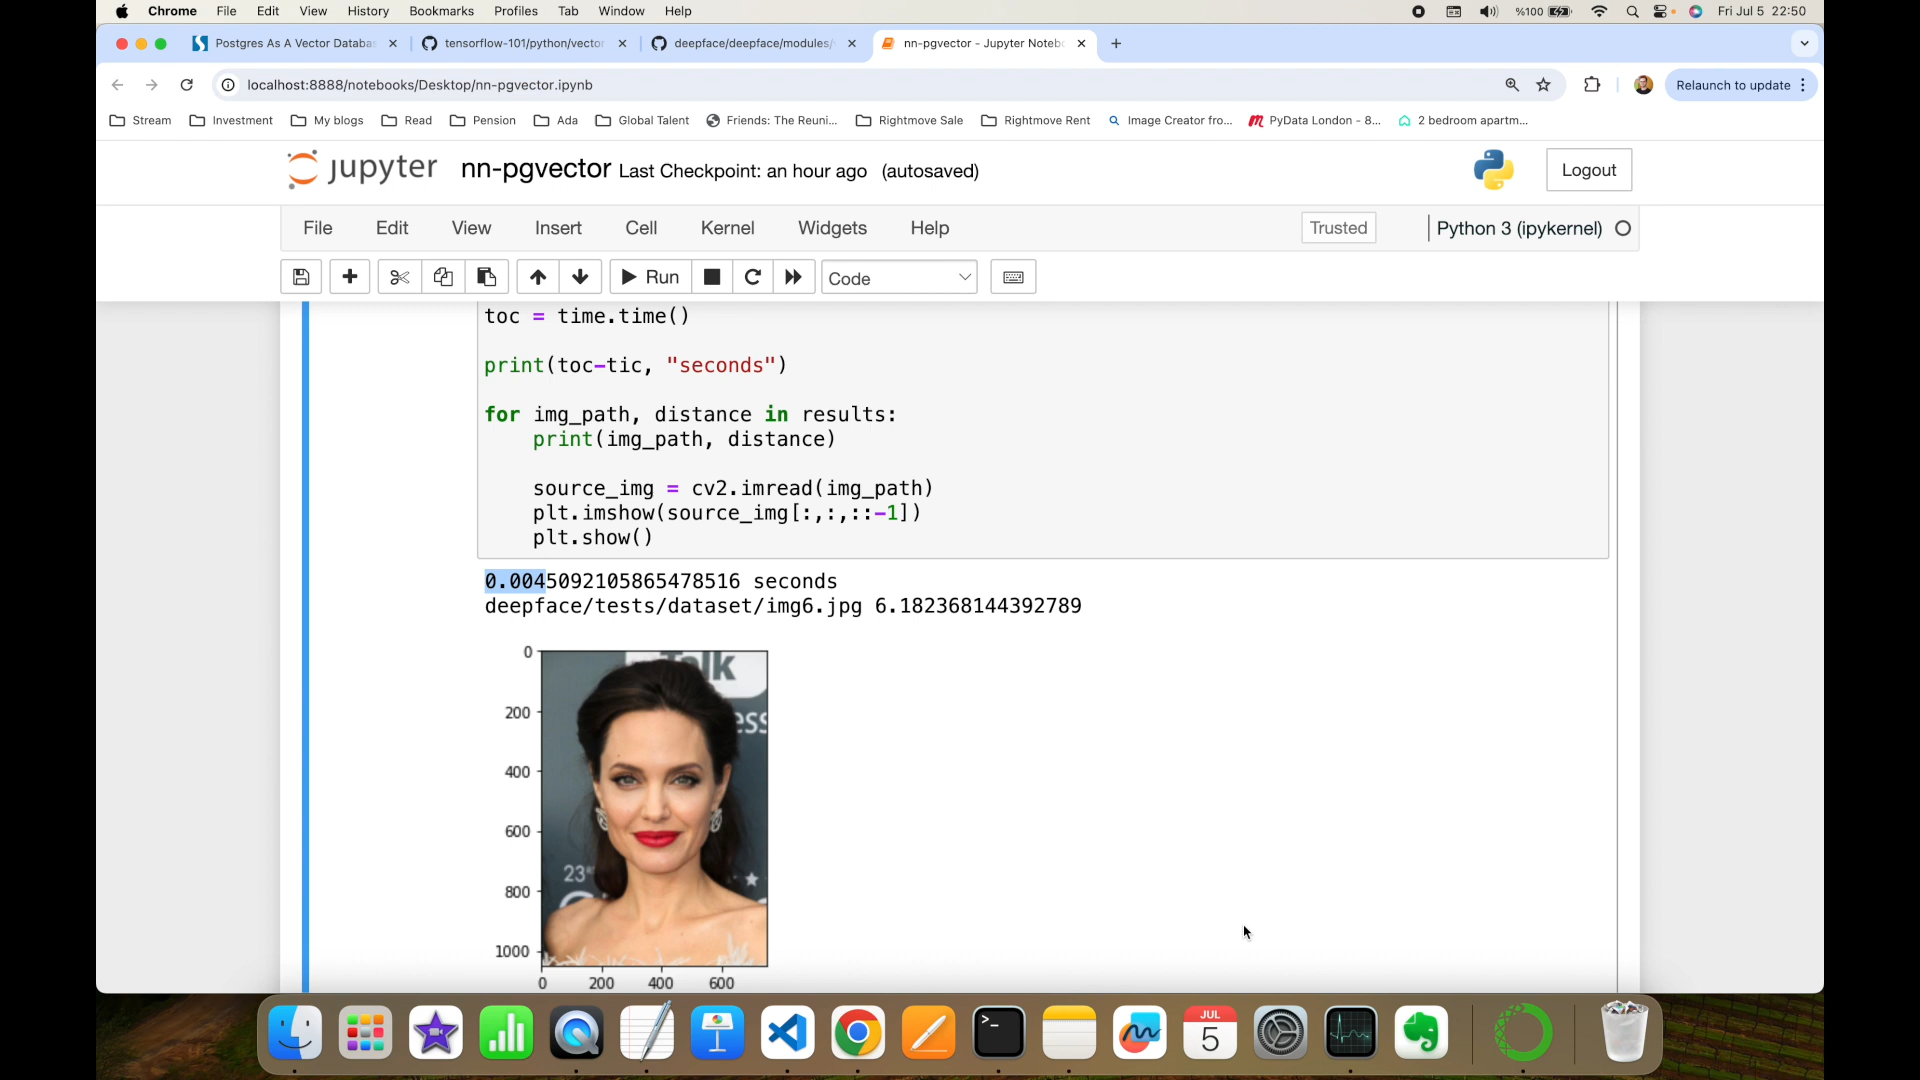 Chrome File Edit View History Bookmarks Profiles Tab Window Help %100 Fri Jul 5 22:50
Postgres As A Vector Databas tensorflow-101/python/vector deepface/deepface/modules/ nn-pgvector - Jupyter Noteb
localhost:8888/notebooks/Desktop/nn-pgvector.ipynb Relaunch to update
Stream Investment My blogs Read Pension Ada Global Talent Friends: The Reuni... Rightmove Sale Rightmove Rent Image Creator fro... PyData London - 8... 2 bedroom apartm...
jupyter nn-pgvector Last Checkpoint: an hour ago (autosaved) Logout
File Edit View Insert Cell Kernel Widgets Help Trusted Python 3 (ipykernel)
Run Code
toc = time.time()
print(toc-tic, "seconds")
for img_path, distance in results:
print(img_path, distance)
source_img = cv2.imread(img_path)
plt.imshow(source_img[:,:,::-1])
plt.show()
0.0045092105865478516 seconds
deepface/tests/dataset/img6.jpg 6.182368144392789
0
Talk
200
ess
400
600
23
800
1000
0 200 400 600
JUL
5